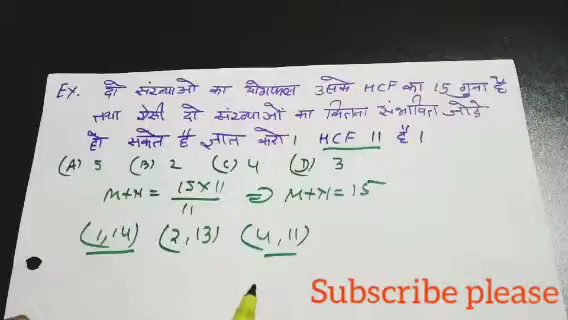 Ex. दो संख्याओ का योगफल उसके HCF का 15 गुना है
तथा ऐसी दो संख्याओं का कितना संभावित जोड़े
हो सकते है ज्ञात करो। HCF 11 है।
(A) 5 (B) 2 (C) 4 (D) 3
M+N = 15×11/11 ⇒ M+N = 15
(1,14) (2,13) (4,11)
Subscribe please